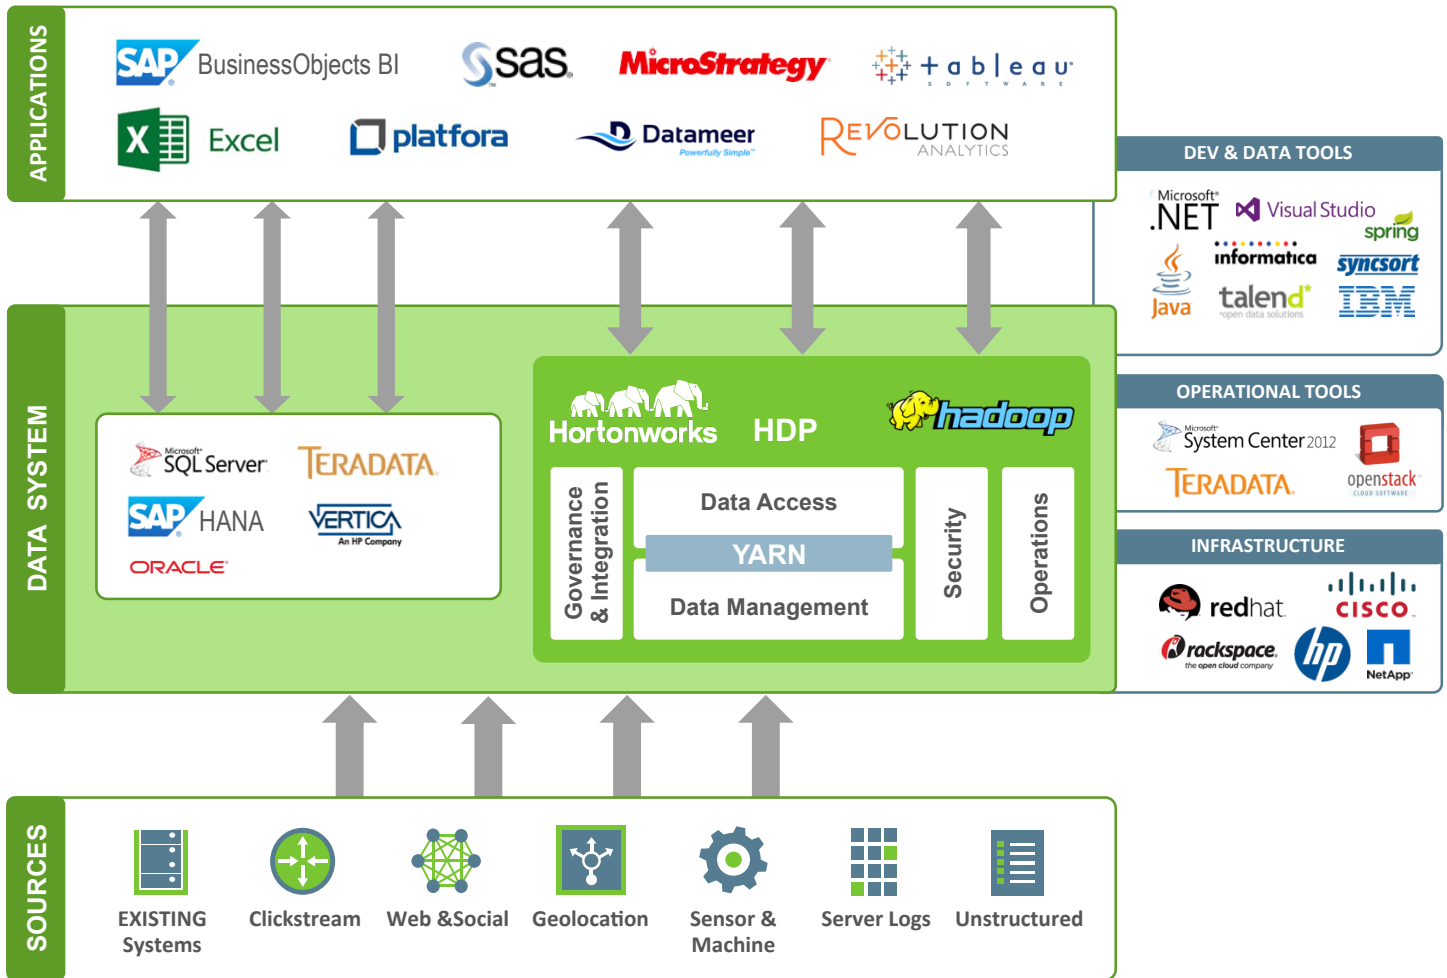 APPLICATIONS
SAP BusinessObjects BI
sas
MicroStrategy
+ a b l e a u
SOFTWARE
X Excel
platfora
Datameer
Powerfully Simple™
REVOLUTION
ANALYTICS
DEV & DATA TOOLS
Microsoft®
.NET
Visual Studio
spring
informatica
syncsort
Java
talend*
*open data solutions
IBM
DATA SYSTEM
Microsoft®
SQL Server
TERADATA
SAP HANA
VERTICA
An HP Company
ORACLE
Hortonworks
HDP
hadoop
Governance
& Integration
Data Access
YARN
Data Management
Security
Operations
OPERATIONAL TOOLS
Microsoft®
System Center 2012
TERADATA
openstack
CLOUD SOFTWARE
INFRASTRUCTURE
redhat
CISCO
rackspace
the open cloud company
hp
NetApp
SOURCES
EXISTING
Systems
Clickstream
Web &Social
Geolocation
Sensor &
Machine
Server Logs
Unstructured